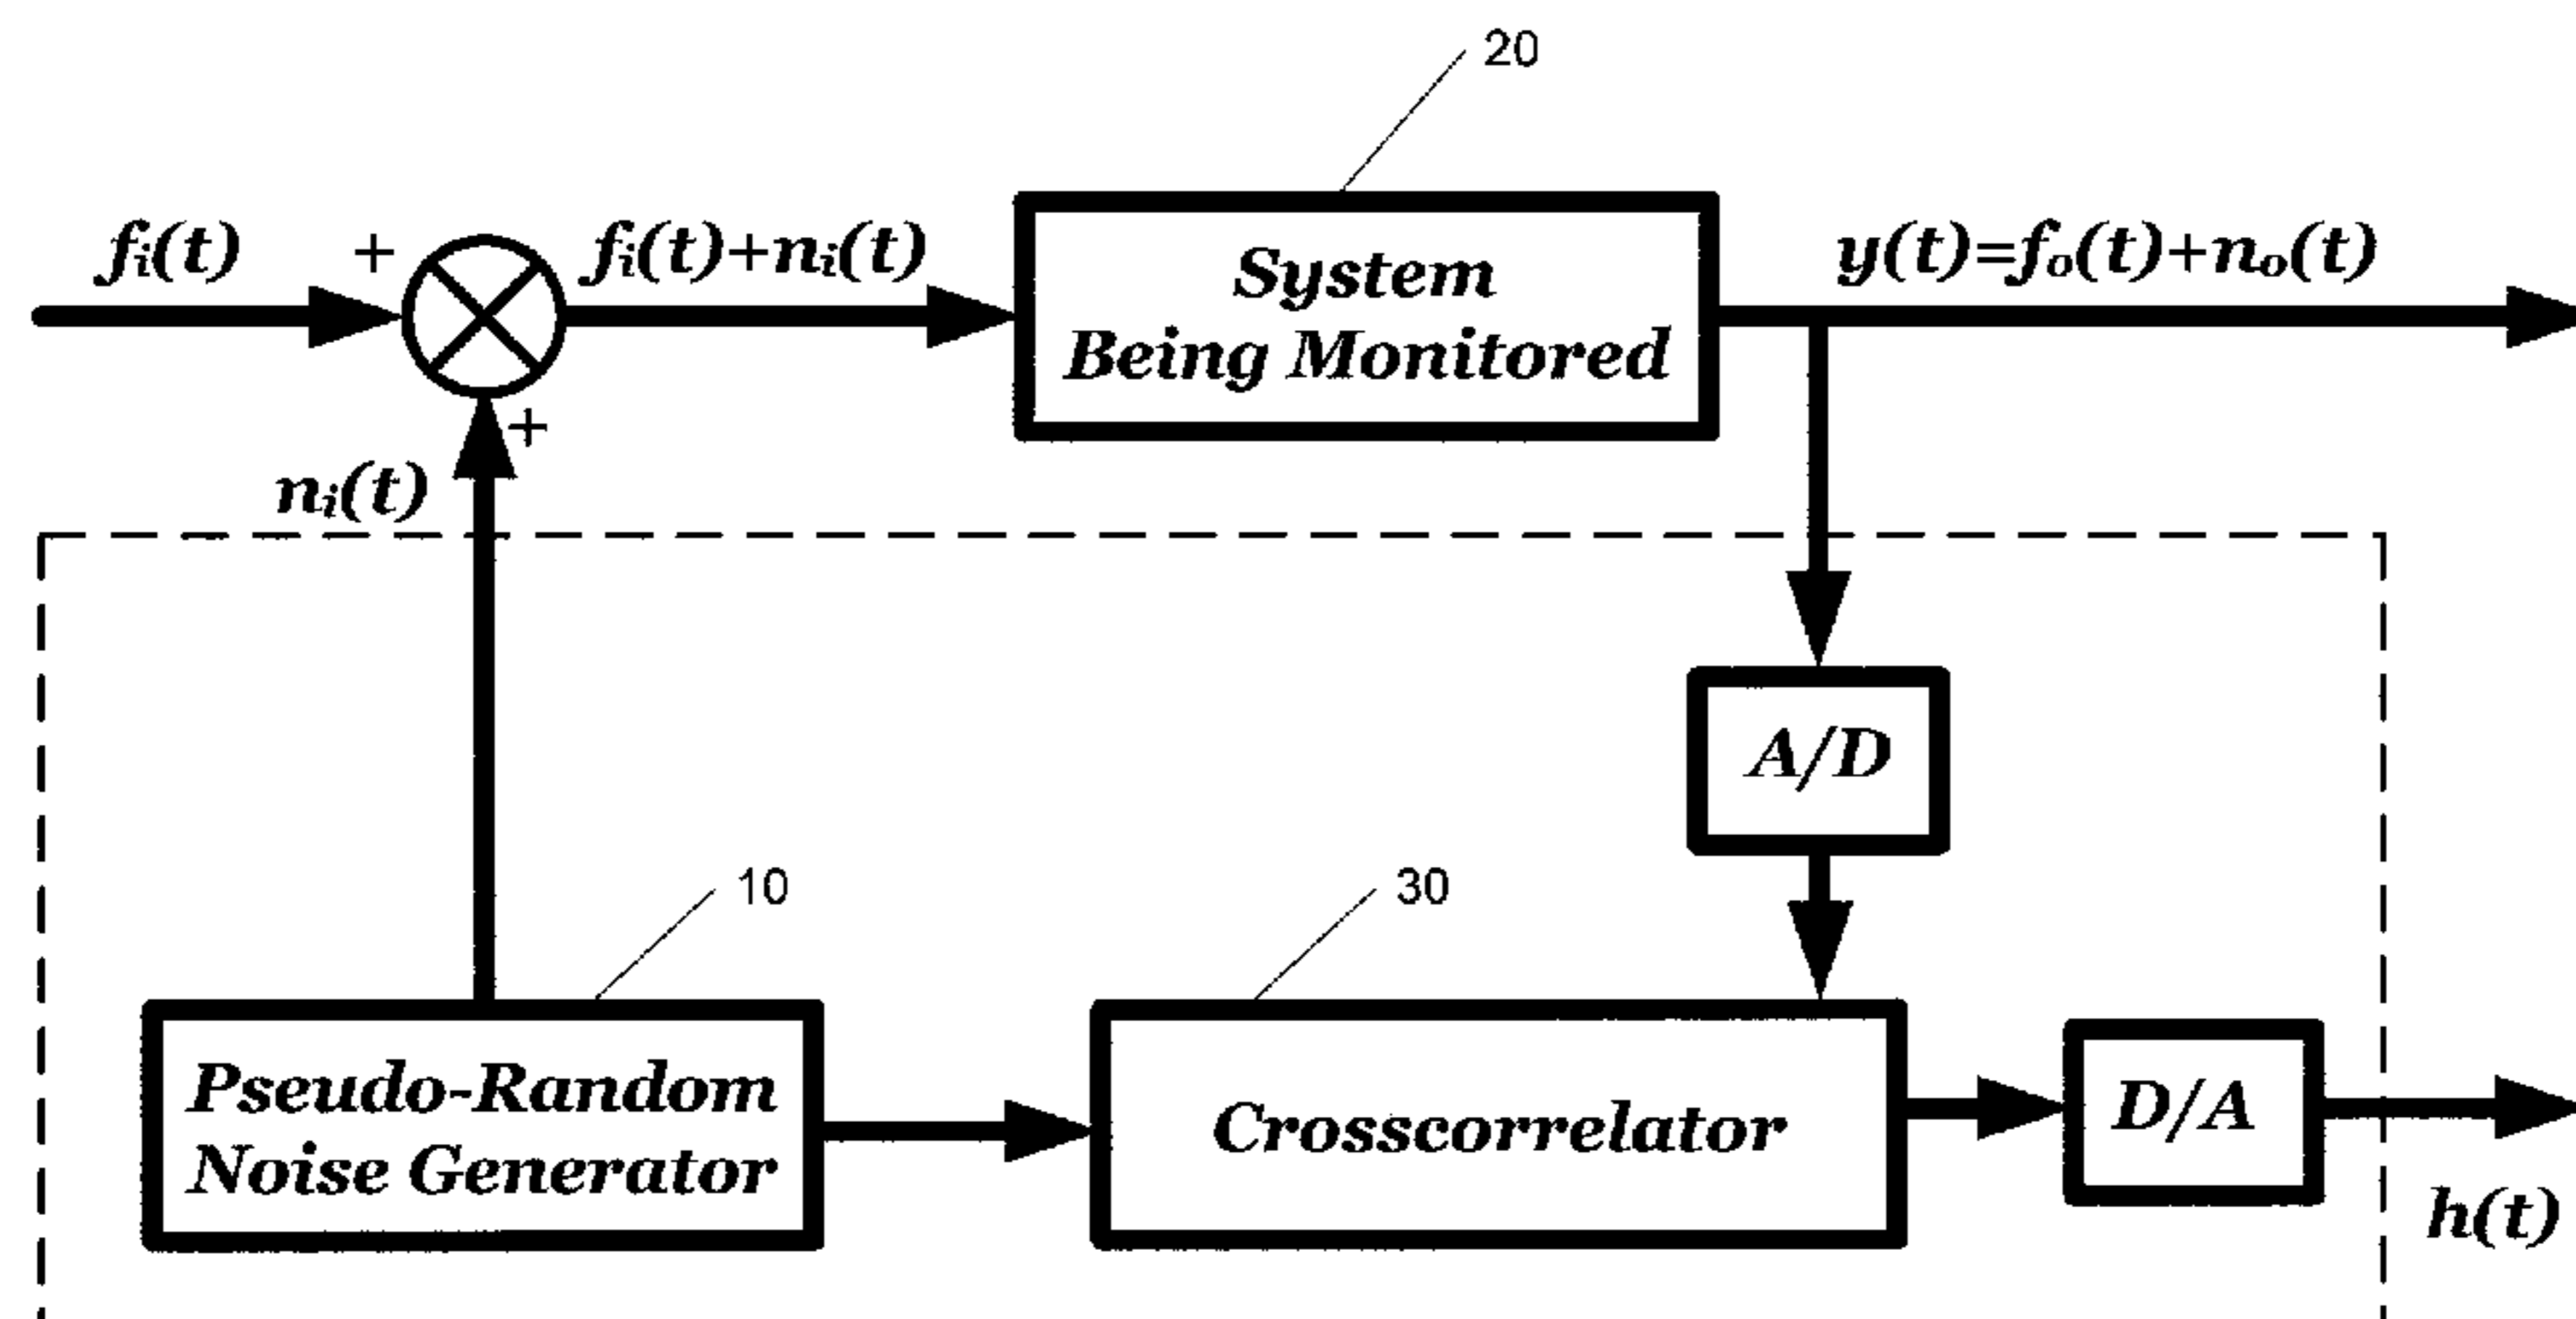 20
fᵢ(t)
+
fᵢ(t)+nᵢ(t)
System
Being Monitored
y(t)=fₒ(t)+nₒ(t)
+
nᵢ(t)
A/D
10
30
Pseudo-Random
Noise Generator
Crosscorrelator
D/A
h(t)